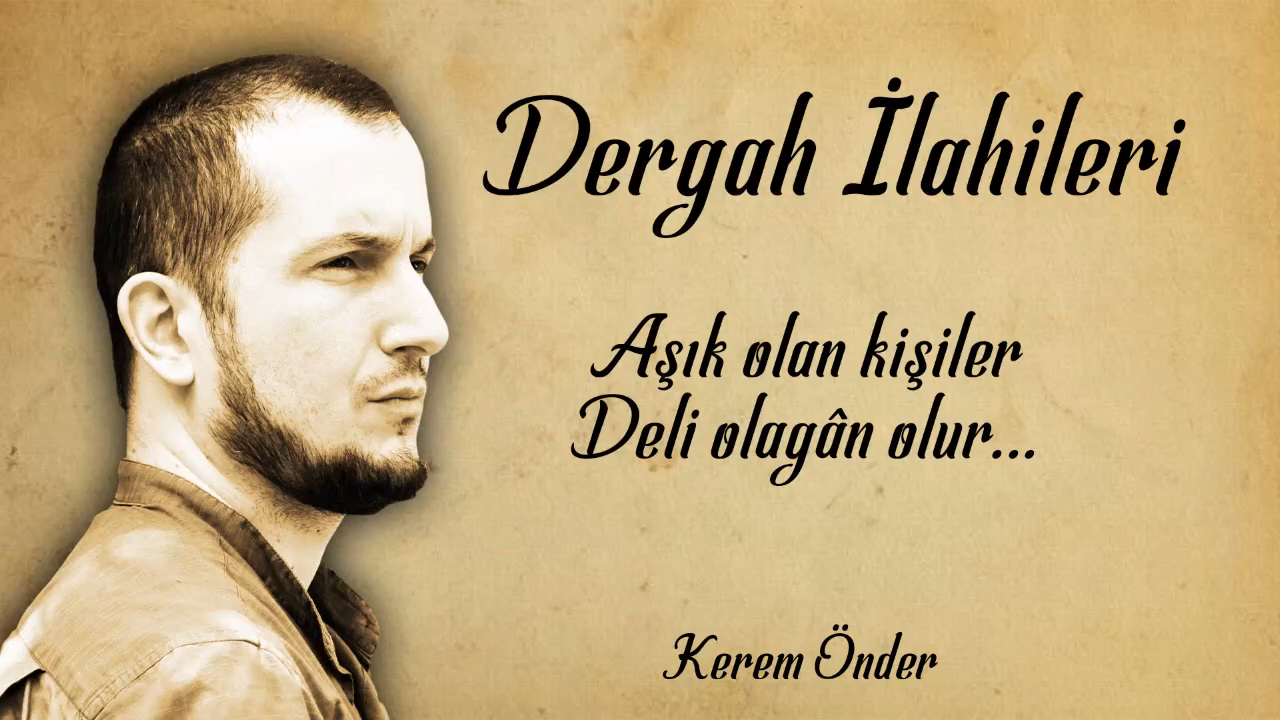 Dergah İlahileri
Aşık olan kişiler
Deli olagân olur...
Kerem Önder